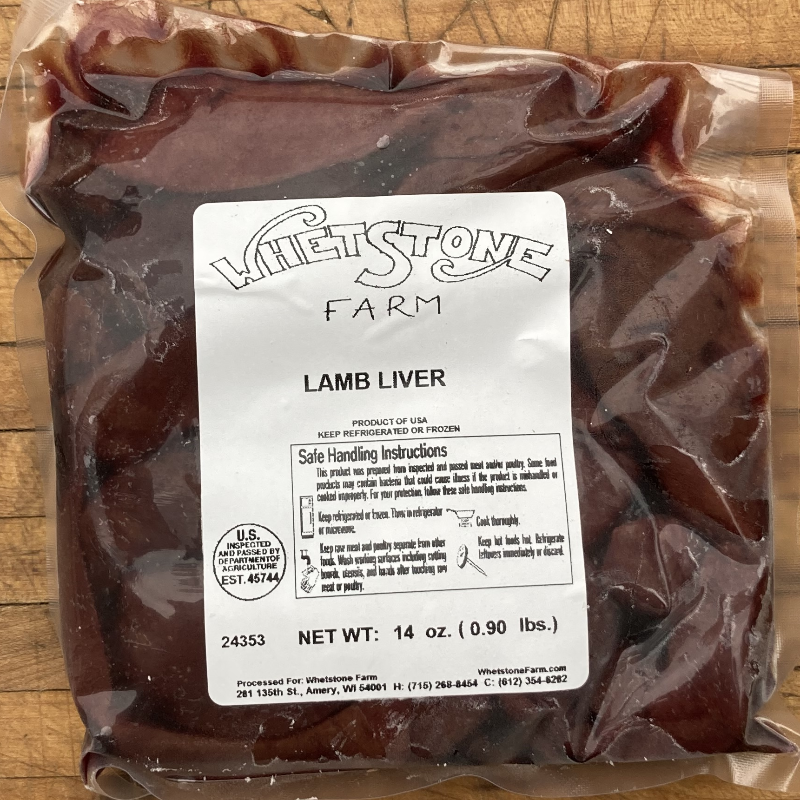 WHETSTONE
FARM
LAMB LIVER
PRODUCT OF USA
KEEP REFRIGERATED OR FROZEN
Safe Handling Instructions
This product was prepared from inspected and passed meat and/or poultry. Some food
products may contain bacteria that could cause illness if the product is mishandled or
cooked improperly. For your protection, follow these safe handling instructions.
Keep refrigerated or frozen. Thaw in refrigerator
or microwave.
Cook thoroughly.
Keep raw meat and poultry separate from other
foods. Wash working surfaces including cutting
boards, utensils, and hands after touching raw
meat or poultry.
Keep hot foods hot. Refrigerate
leftovers immediately or discard.
U.S.
INSPECTED
AND PASSED BY
DEPARTMENT OF
AGRICULTURE
EST. 45744
24353 NET WT: 14 oz. ( 0.90 lbs.)
Processed For: Whetstone Farm WhetstoneFarm.com
281 135th St., Amery, WI 54001 H: (715) 268-8454 C: (612) 354-8282